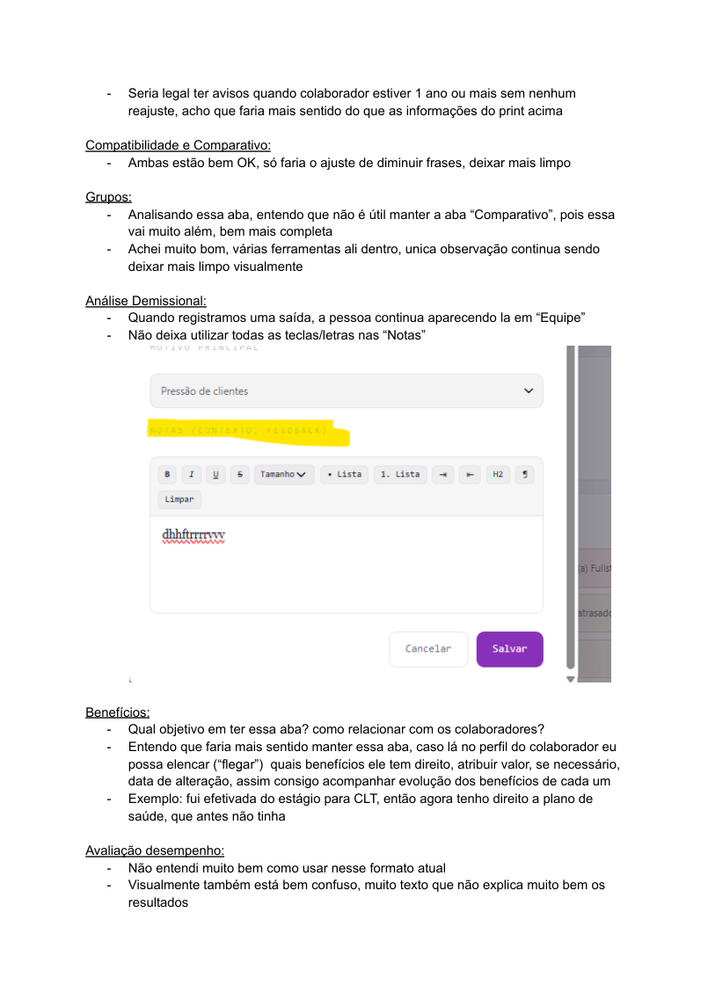 - Seria legal ter avisos quando colaborador estiver 1 ano ou mais sem nenhum
reajuste, acho que faria mais sentido do que as informações do print acima
Compatibilidade e Comparativo:
- Ambas estão bem OK, só faria o ajuste de diminuir frases, deixar mais limpo
Grupos:
- Analisando essa aba, entendo que não é útil manter a aba “Comparativo”, pois essa
vai muito além, bem mais completa
- Achei muito bom, várias ferramentas ali dentro, unica observação continua sendo
deixar mais limpo visualmente
Análise Demissional:
- Quando registramos uma saída, a pessoa continua aparecendo la em “Equipe”
- Não deixa utilizar todas as teclas/letras nas “Notas”
MOTIVO PRINCIPAL
Pressão de clientes
NOTAS (CONTEXTO, FEEDBACK)
B I U S Tamanho • Lista 1. Lista ⇥ ⇤ H2 ¶
Limpar
dhhftrrrrvvv
(a) Fullst
atrasado
Cancelar Salvar
Benefícios:
- Qual objetivo em ter essa aba? como relacionar com os colaboradores?
- Entendo que faria mais sentido manter essa aba, caso lá no perfil do colaborador eu
possa elencar (“flegar”)  quais benefícios ele tem direito, atribuir valor, se necessário,
data de alteração, assim consigo acompanhar evolução dos benefícios de cada um
- Exemplo: fui efetivada do estágio para CLT, então agora tenho direito a plano de
saúde, que antes não tinha
Avaliação desempenho:
- Não entendi muito bem como usar nesse formato atual
- Visualmente também está bem confuso, muito texto que não explica muito bem os
resultados